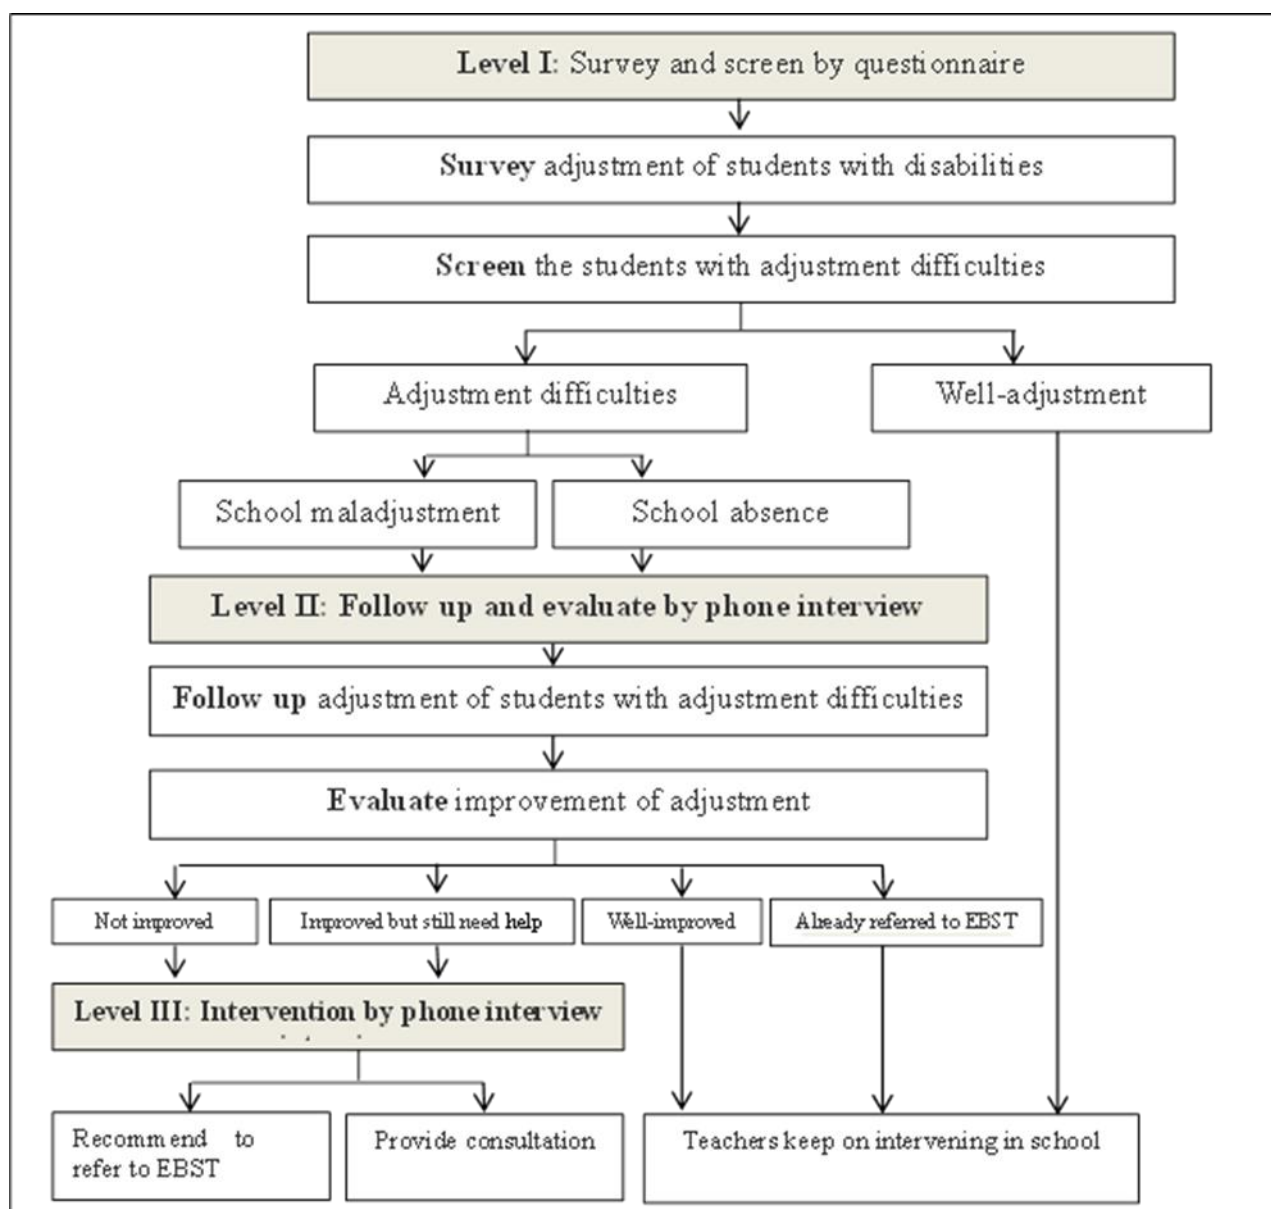 Level I: Survey and screen by questionnaire
Survey adjustment of students with disabilities
Screen the students with adjustment difficulties
Adjustment difficulties
Well-adjustment
School maladjustment
School absence
Level II: Follow up and evaluate by phone interview
Follow up adjustment of students with adjustment difficulties
Evaluate improvement of adjustment
Not improved
Improved but still need help
Well-improved
Already referred to EBST
Level III: Intervention by phone interview
Recommend to
refer to EBST
Provide consultation
Teachers keep on intervening in school